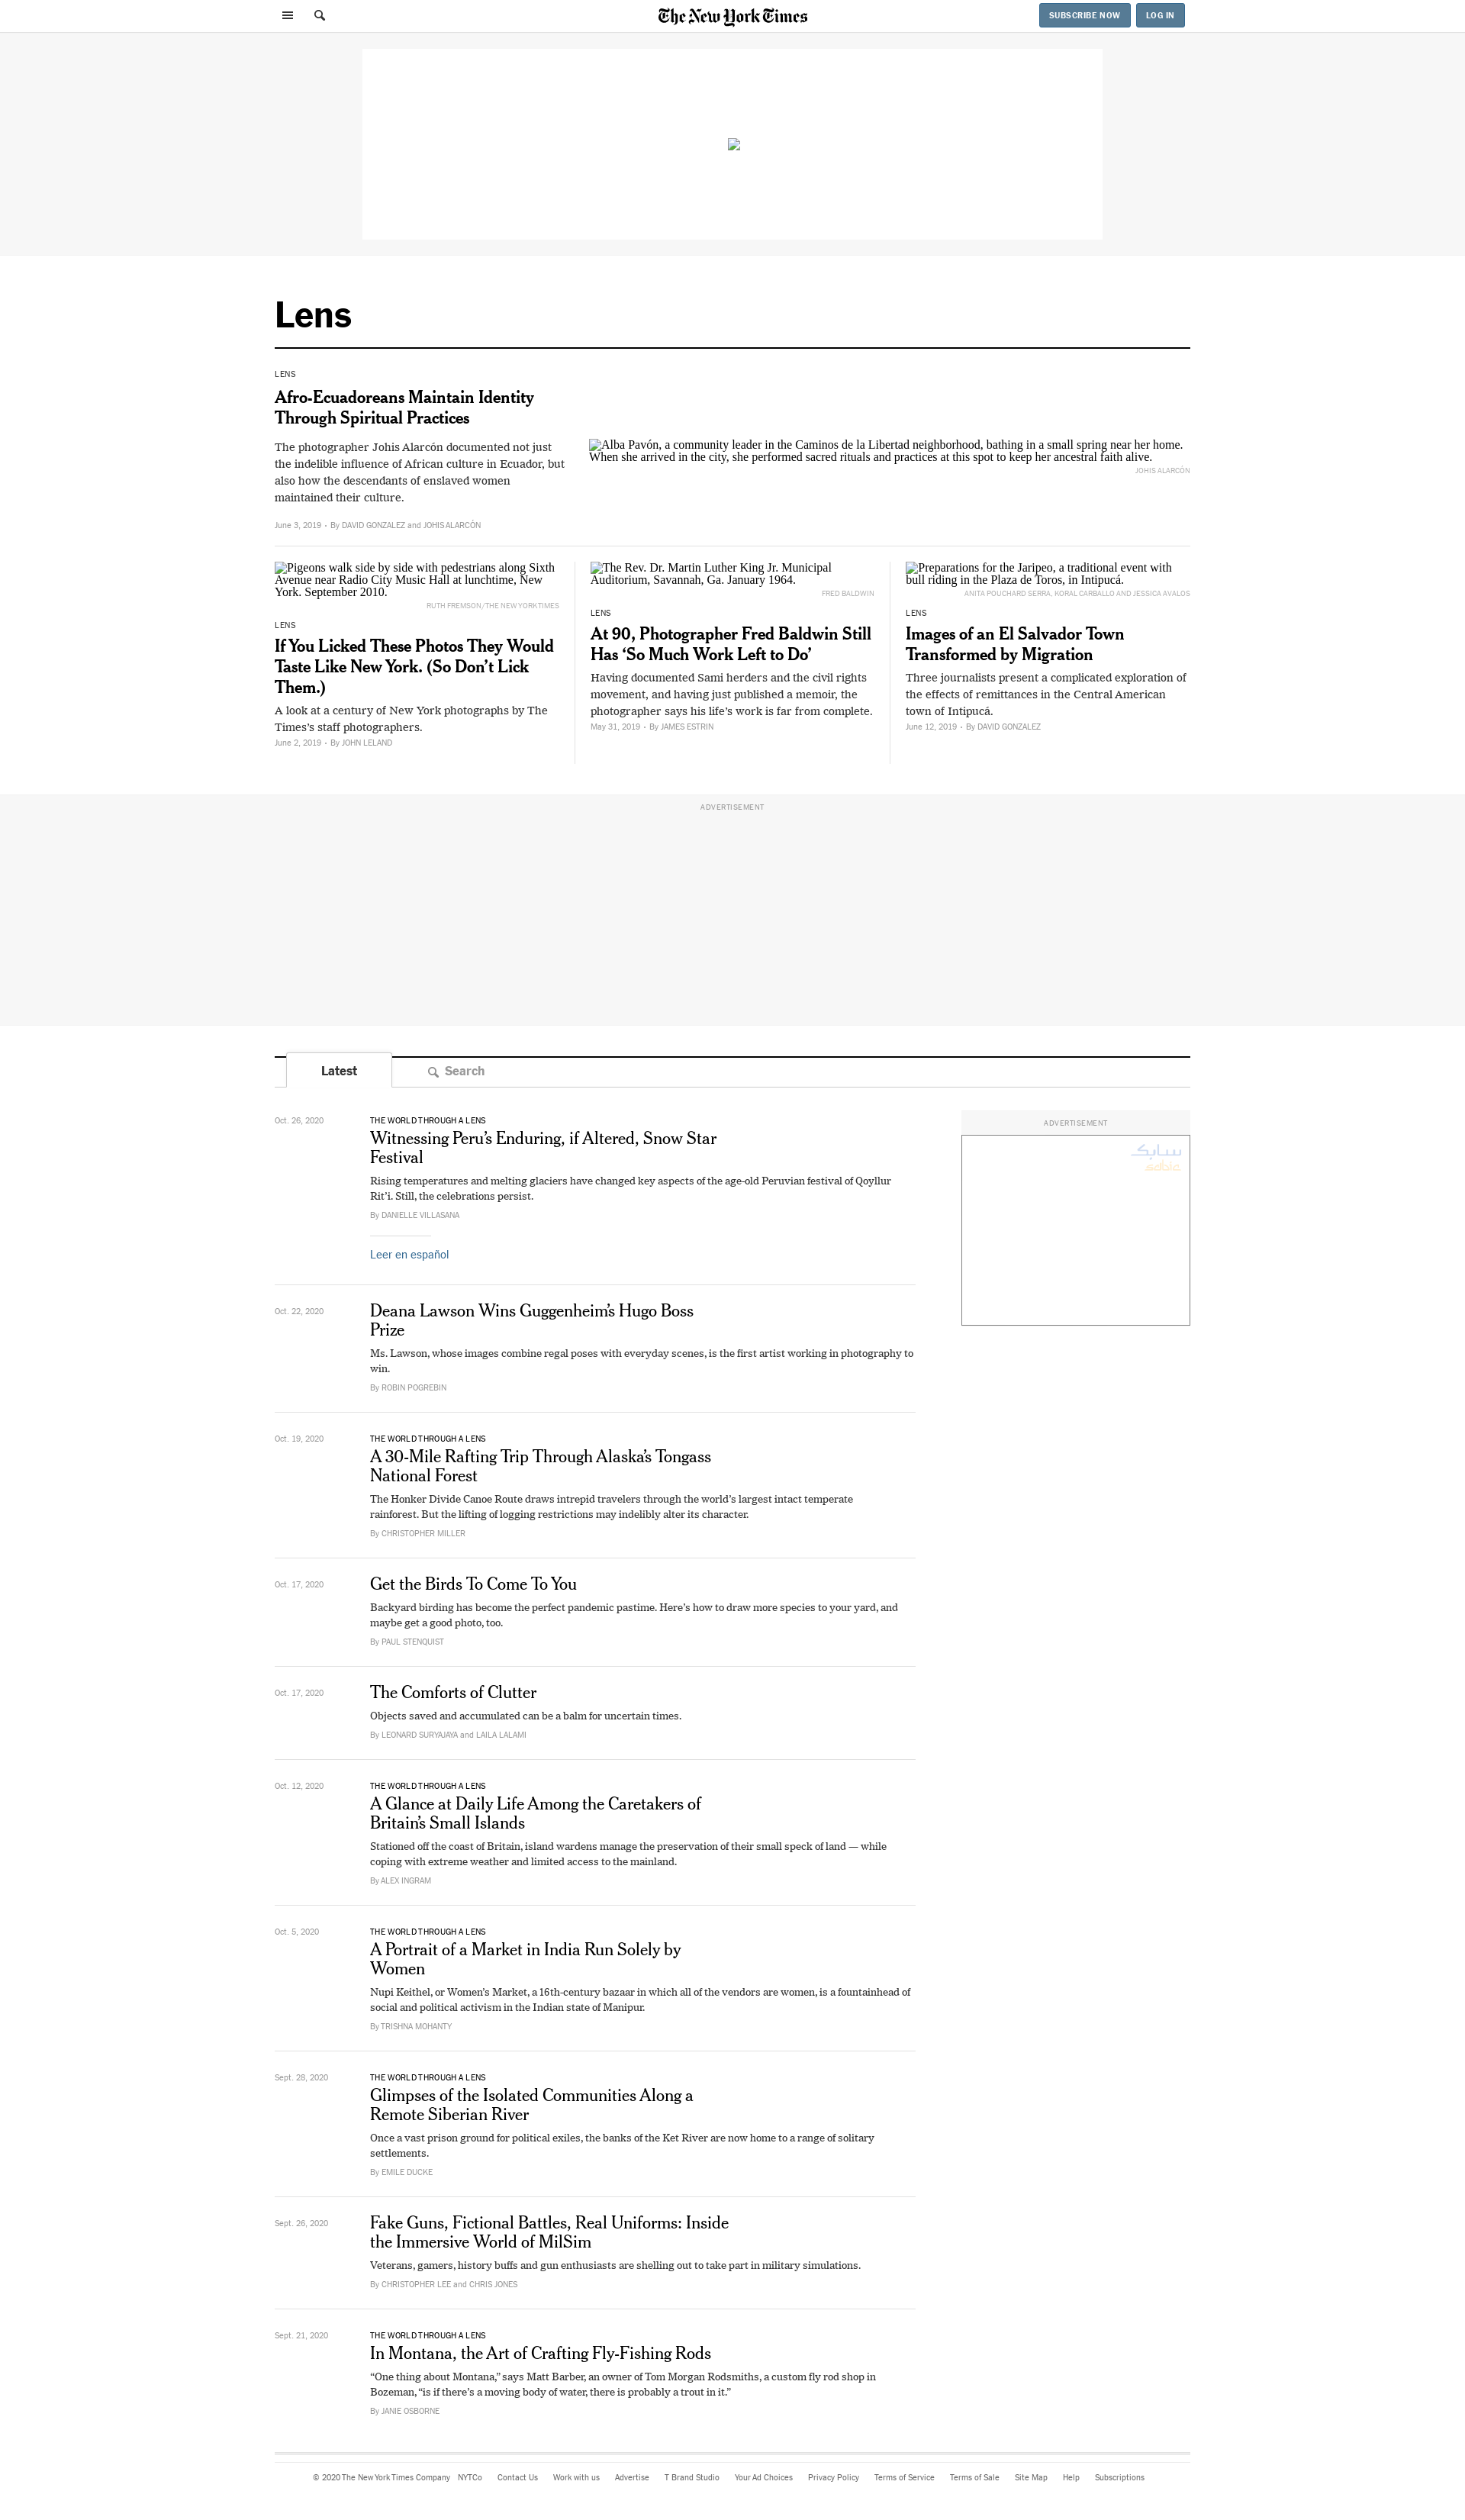 The New York Times
SUBSCRIBE NOW
LOG IN
Lens
LENS
Afro-Ecuadoreans Maintain Identity
Through Spiritual Practices
The photographer Johis Alarcón documented not just
the indelible influence of African culture in Ecuador, but
also how the descendants of enslaved women
maintained their culture.
June 3, 2019 • By DAVID GONZALEZ and JOHIS ALARCÓN
Alba Pavón, a community leader in the Caminos de la Libertad neighborhood, bathing in a small spring near her home.
When she arrived in the city, she performed sacred rituals and practices at this spot to keep her ancestral faith alive.
JOHIS ALARCÓN
Pigeons walk side by side with pedestrians along Sixth
Avenue near Radio City Music Hall at lunchtime, New
York. September 2010.
RUTH FREMSON/THE NEW YORK TIMES
LENS
If You Licked These Photos They Would
Taste Like New York. (So Don’t Lick
Them.)
A look at a century of New York photographs by The
Times’s staff photographers.
June 2, 2019 • By JOHN LELAND
The Rev. Dr. Martin Luther King Jr. Municipal
Auditorium, Savannah, Ga. January 1964.
FRED BALDWIN
LENS
At 90, Photographer Fred Baldwin Still
Has ‘So Much Work Left to Do’
Having documented Sami herders and the civil rights
movement, and having just published a memoir, the
photographer says his life’s work is far from complete.
May 31, 2019 • By JAMES ESTRIN
Preparations for the Jaripeo, a traditional event with
bull riding in the Plaza de Toros, in Intipucá.
ANITA POUCHARD SERRA, KORAL CARBALLO AND JESSICA AVALOS
LENS
Images of an El Salvador Town
Transformed by Migration
Three journalists present a complicated exploration of
the effects of remittances in the Central American
town of Intipucá.
June 12, 2019 • By DAVID GONZALEZ
ADVERTISEMENT
Latest
Search
Oct. 26, 2020
THE WORLD THROUGH A LENS
Witnessing Peru’s Enduring, if Altered, Snow Star
Festival
Rising temperatures and melting glaciers have changed key aspects of the age-old Peruvian festival of Qoyllur
Rit’i. Still, the celebrations persist.
By DANIELLE VILLASANA
Leer en español
ADVERTISEMENT
سابك
sabic
Oct. 22, 2020
Deana Lawson Wins Guggenheim’s Hugo Boss
Prize
Ms. Lawson, whose images combine regal poses with everyday scenes, is the first artist working in photography to
win.
By ROBIN POGREBIN
Oct. 19, 2020
THE WORLD THROUGH A LENS
A 30-Mile Rafting Trip Through Alaska’s Tongass
National Forest
The Honker Divide Canoe Route draws intrepid travelers through the world’s largest intact temperate
rainforest. But the lifting of logging restrictions may indelibly alter its character.
By CHRISTOPHER MILLER
Oct. 17, 2020
Get the Birds To Come To You
Backyard birding has become the perfect pandemic pastime. Here’s how to draw more species to your yard, and
maybe get a good photo, too.
By PAUL STENQUIST
Oct. 17, 2020
The Comforts of Clutter
Objects saved and accumulated can be a balm for uncertain times.
By LEONARD SURYAJAYA and LAILA LALAMI
Oct. 12, 2020
THE WORLD THROUGH A LENS
A Glance at Daily Life Among the Caretakers of
Britain’s Small Islands
Stationed off the coast of Britain, island wardens manage the preservation of their small speck of land — while
coping with extreme weather and limited access to the mainland.
By ALEX INGRAM
Oct. 5, 2020
THE WORLD THROUGH A LENS
A Portrait of a Market in India Run Solely by
Women
Nupi Keithel, or Women’s Market, a 16th-century bazaar in which all of the vendors are women, is a fountainhead of
social and political activism in the Indian state of Manipur.
By TRISHNA MOHANTY
Sept. 28, 2020
THE WORLD THROUGH A LENS
Glimpses of the Isolated Communities Along a
Remote Siberian River
Once a vast prison ground for political exiles, the banks of the Ket River are now home to a range of solitary
settlements.
By EMILE DUCKE
Sept. 26, 2020
Fake Guns, Fictional Battles, Real Uniforms: Inside
the Immersive World of MilSim
Veterans, gamers, history buffs and gun enthusiasts are shelling out to take part in military simulations.
By CHRISTOPHER LEE and CHRIS JONES
Sept. 21, 2020
THE WORLD THROUGH A LENS
In Montana, the Art of Crafting Fly-Fishing Rods
“One thing about Montana,” says Matt Barber, an owner of Tom Morgan Rodsmiths, a custom fly rod shop in
Bozeman, “is if there’s a moving body of water, there is probably a trout in it.”
By JANIE OSBORNE
© 2020 The New York Times Company NYTCo Contact Us Work with us Advertise T Brand Studio Your Ad Choices Privacy Policy Terms of Service Terms of Sale Site Map Help Subscriptions